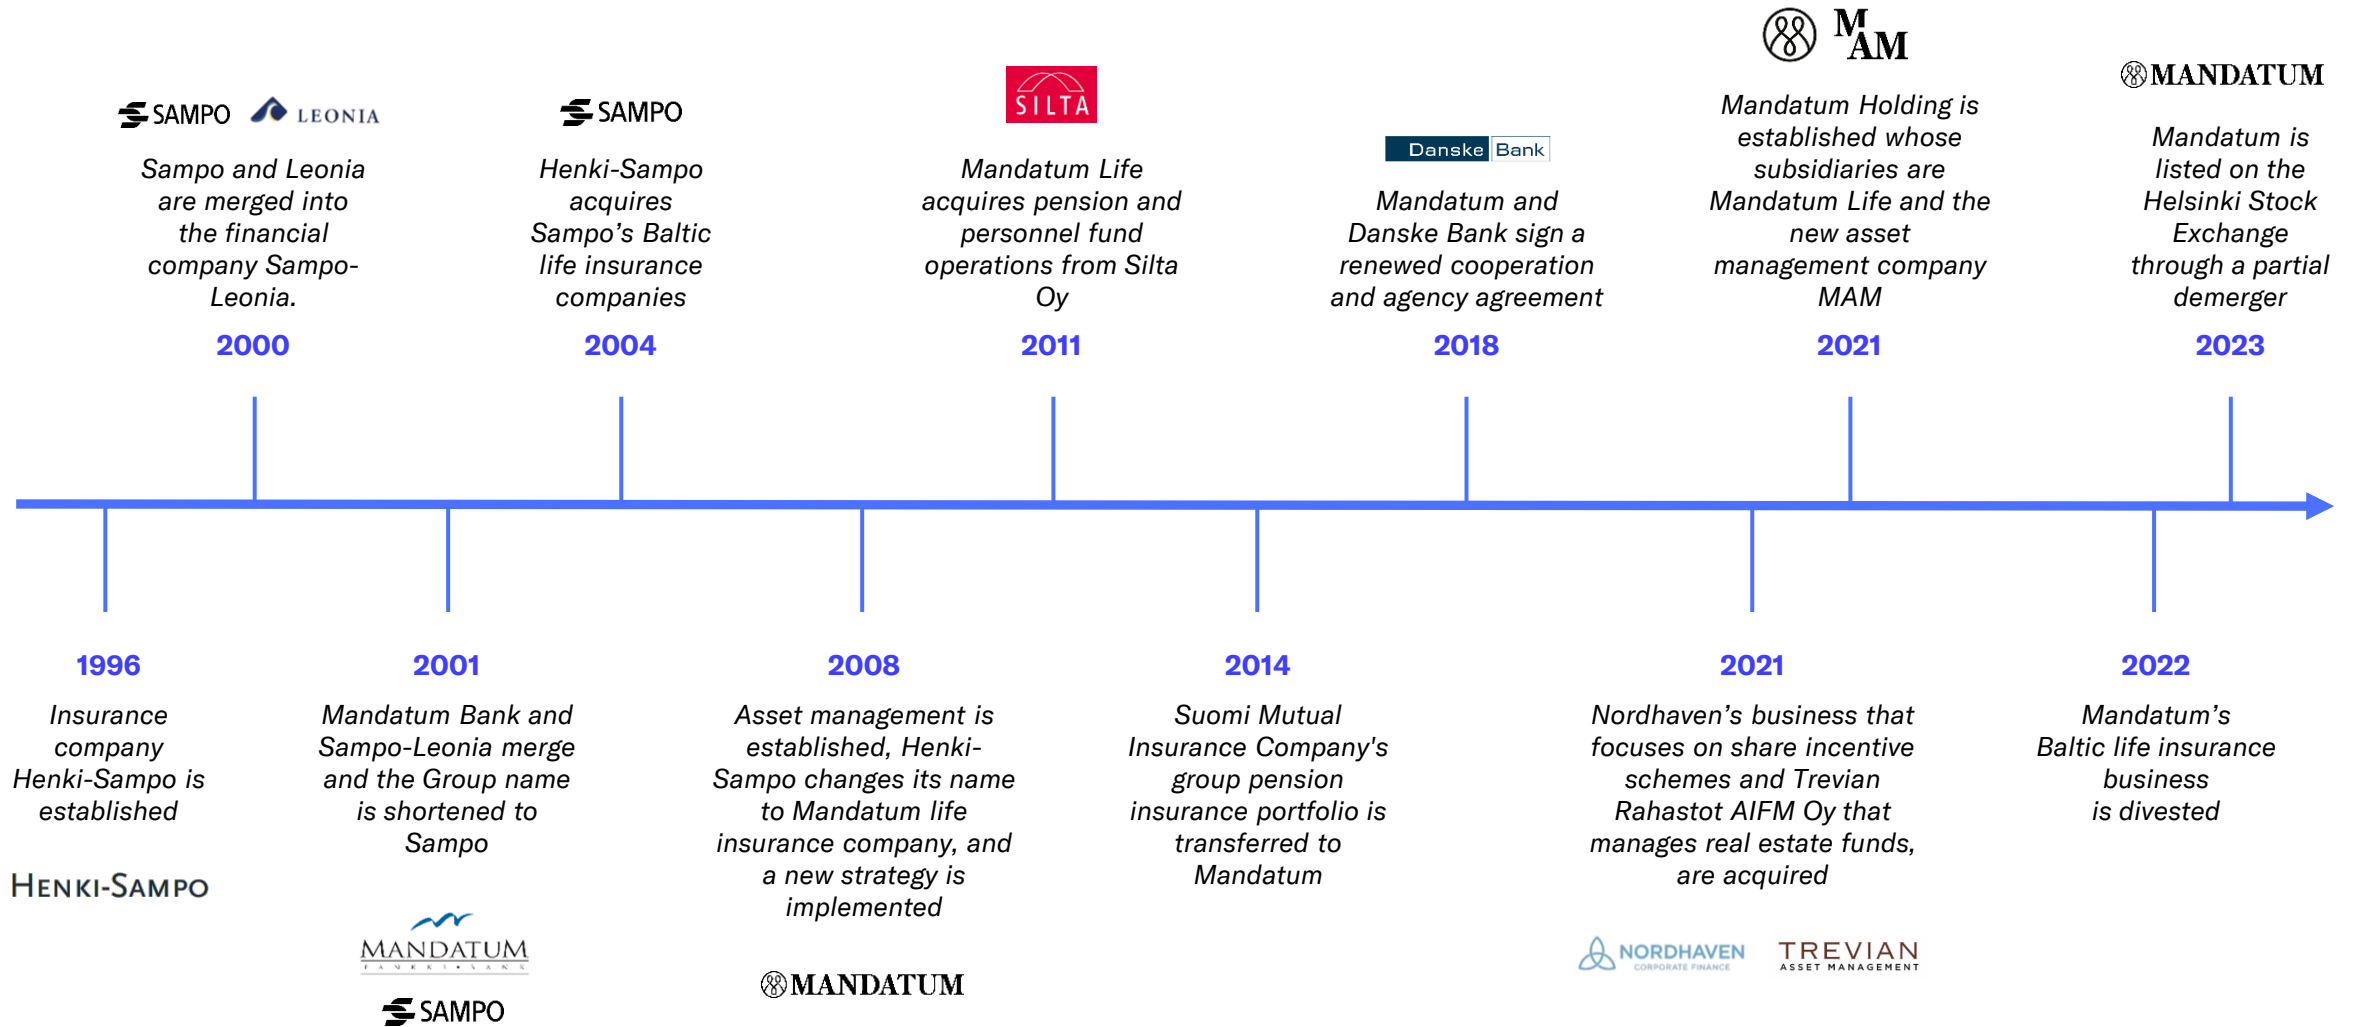 SAMPO LEONIA
Sampo and Leonia
are merged into
the financial
company Sampo-
Leonia.
2000
SAMPO
Henki-Sampo
acquires
Sampo’s Baltic
life insurance
companies
2004
SILTA
Mandatum Life
acquires pension and
personnel fund
operations from Silta
Oy
2011
Danske Bank
Mandatum and
Danske Bank sign a
renewed cooperation
and agency agreement
2018
MAM
Mandatum Holding is
established whose
subsidiaries are
Mandatum Life and the
new asset
management company
MAM
2021
MANDATUM
Mandatum is
listed on the
Helsinki Stock
Exchange
through a partial
demerger
2023
1996
Insurance
company
Henki-Sampo is
established
HENKI-SAMPO
2001
Mandatum Bank and
Sampo-Leonia merge
and the Group name
is shortened to
Sampo
MANDATUM
PANKKI • BANK
SAMPO
2008
Asset management is
established, Henki-
Sampo changes its name
to Mandatum life
insurance company, and
a new strategy is
implemented
MANDATUM
2014
Suomi Mutual
Insurance Company's
group pension
insurance portfolio is
transferred to
Mandatum
2021
Nordhaven’s business that
focuses on share incentive
schemes and Trevian
Rahastot AIFM Oy that
manages real estate funds,
are acquired
NORDHAVEN
CORPORATE FINANCE
TREVIAN
ASSET MANAGEMENT
2022
Mandatum’s
Baltic life insurance
business
is divested